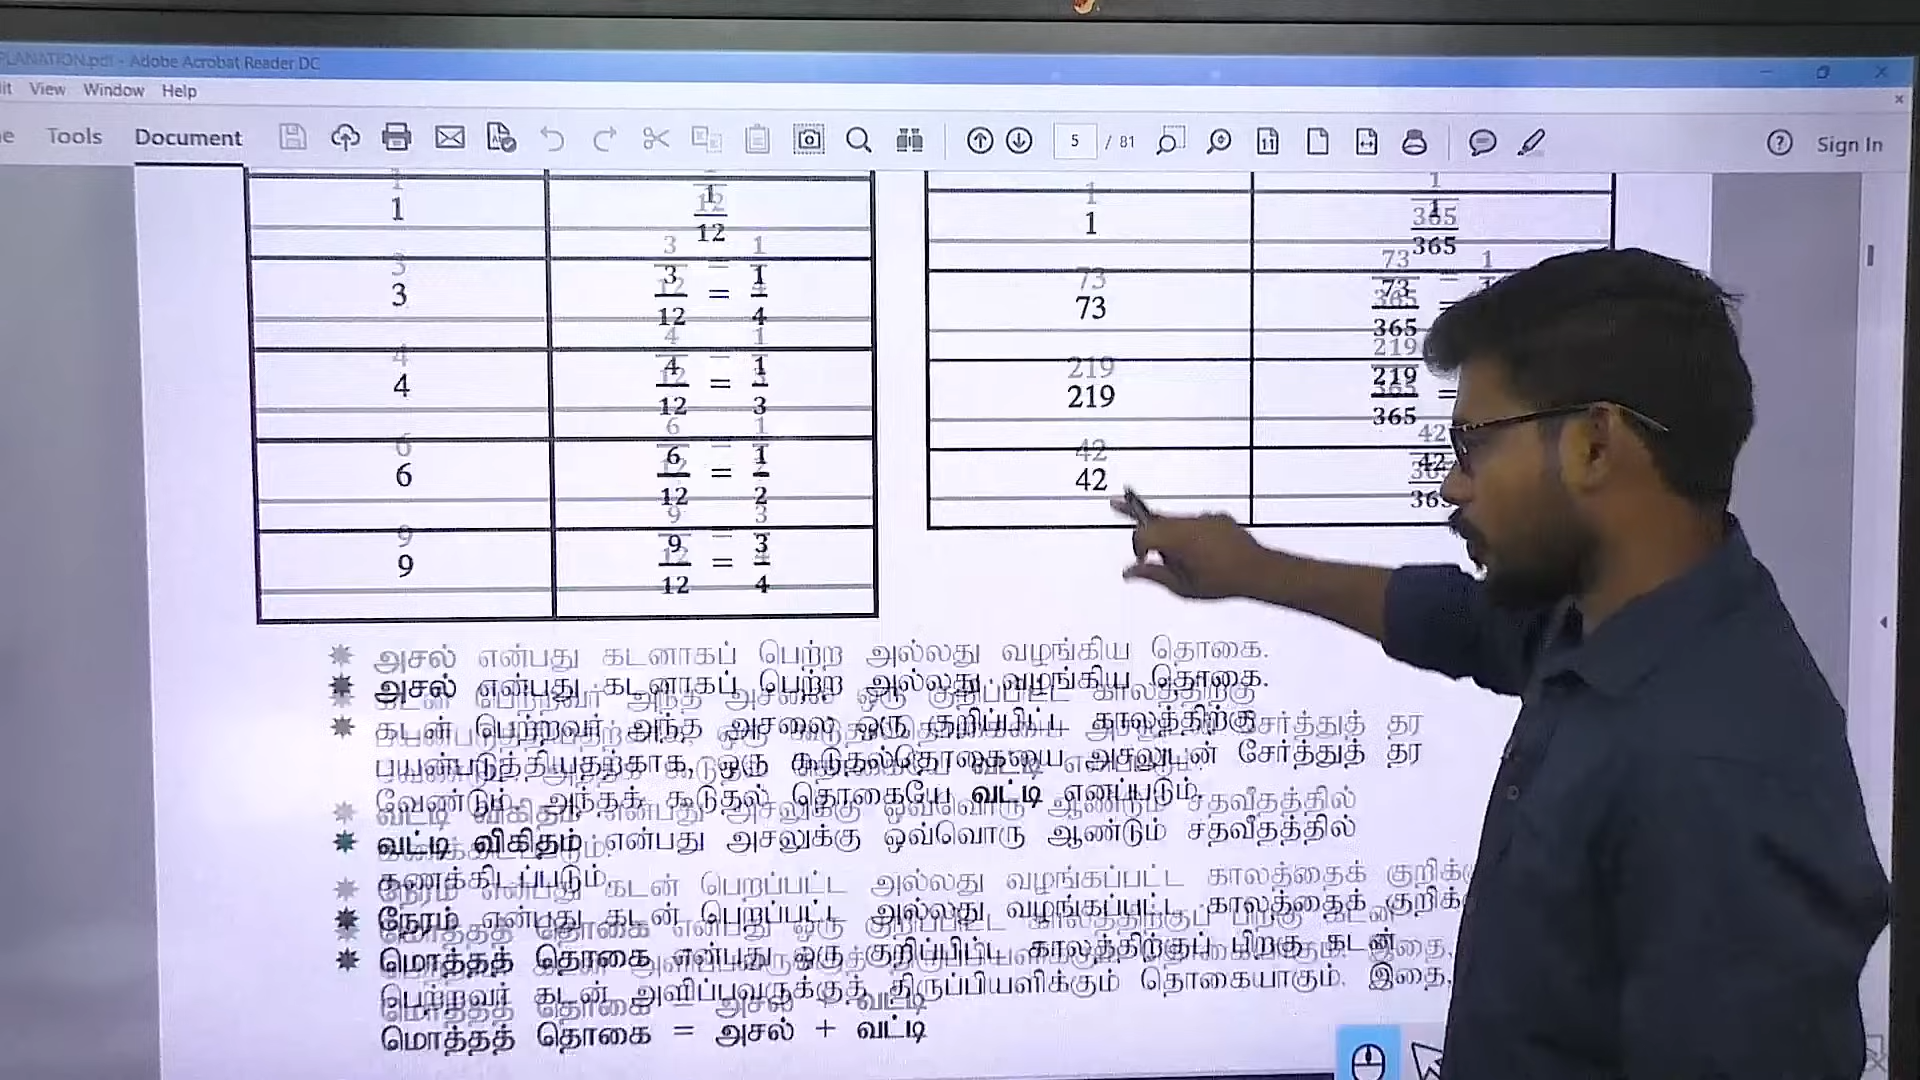 PLANATION.pdf - Adobe Acrobat Reader DC
it View Window Help
e Tools Document 5 / 81 Sign In
1 1/12
3 3/12 = 1/4
4 4/12 = 1/3
6 6/12 = 1/2
9 9/12 = 3/4
1 1/365
73 73/365 =
219 219/365 =
42 42/365
அசல் என்பது கடனாகப் பெற்ற அல்லது வழங்கிய தொகை.
கடன் பெற்றவர் அந்த அசலை ஒரு குறிப்பிட்ட காலத்திற்கு
பயன்படுத்தியதற்காக, ஒரு கூடுதல்தொகையை அசலுடன் சேர்த்துத் தர
வேண்டும். அந்தக் கூடுதல் தொகையே வட்டி எனப்படும்.
வட்டி விகிதம் என்பது அசலுக்கு ஒவ்வொரு ஆண்டும் சதவீதத்தில்
கணக்கிடப்படும்.
நேரம் என்பது கடன் பெறப்பட்ட அல்லது வழங்கப்பட்ட காலத்தைக்
மொத்தத் தொகை என்பது ஒரு குறிப்பிட்ட காலத்திற்குப் பிறகு கடன்
பெற்றவர் கடன் அளிப்பவருக்குத் திருப்பியளிக்கும் தொகையாகும். இதை,
மொத்தத் தொகை = அசல் + வட்டி